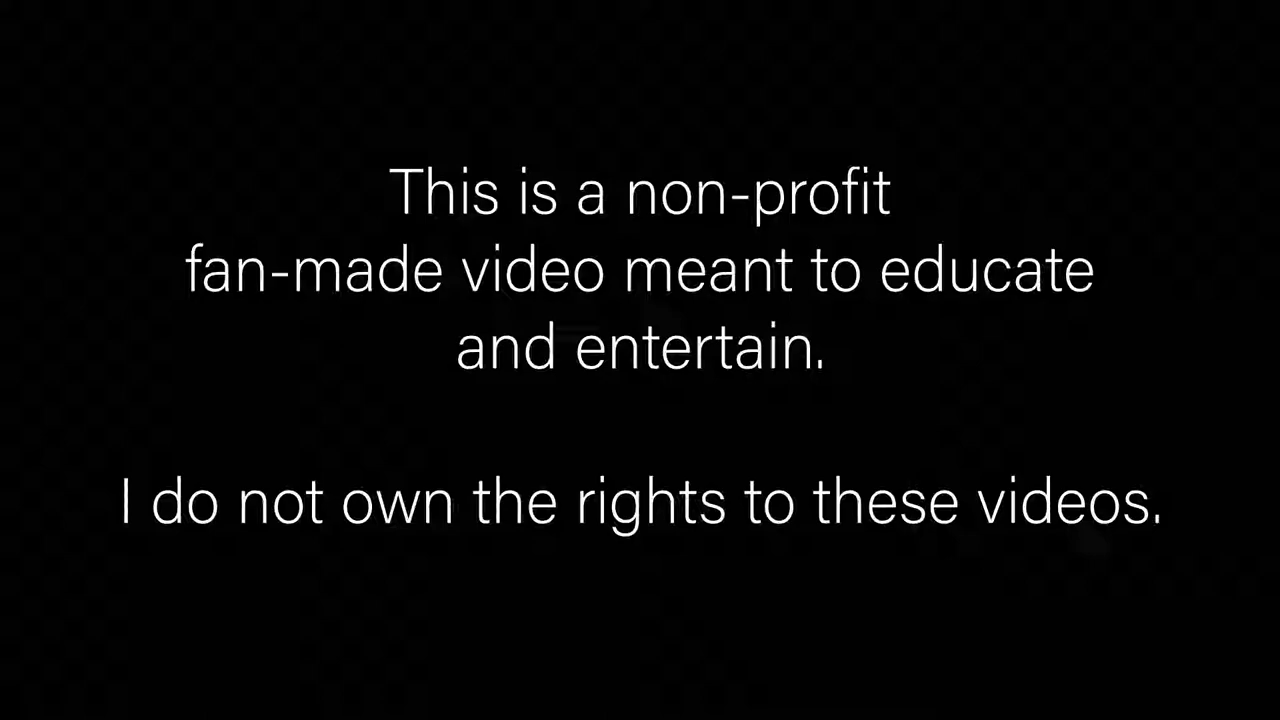 This is a non-profit
fan-made video meant to educate
and entertain.
I do not own the rights to these videos.